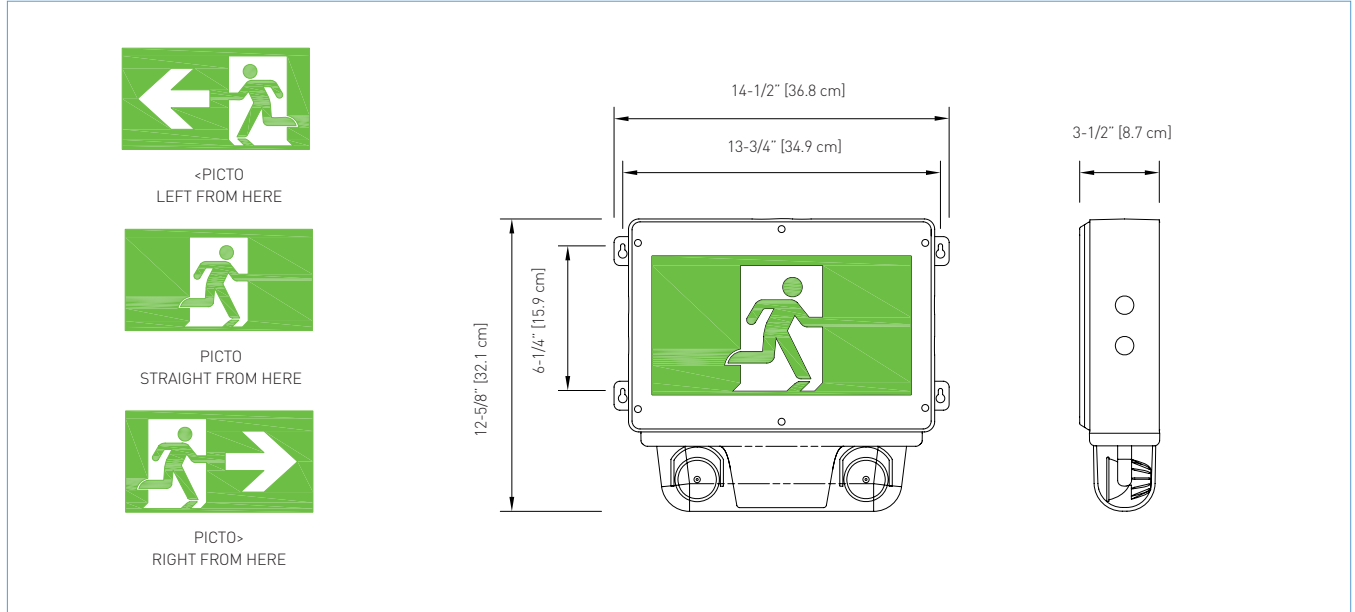 <PICTO
LEFT FROM HERE
PICTO
STRAIGHT FROM HERE
PICTO>
RIGHT FROM HERE
14-1/2" [36.8 cm]
13-3/4" [34.9 cm]
12-5/8" [32.1 cm]
6-1/4" [15.9 cm]
3-1/2" [8.7 cm]